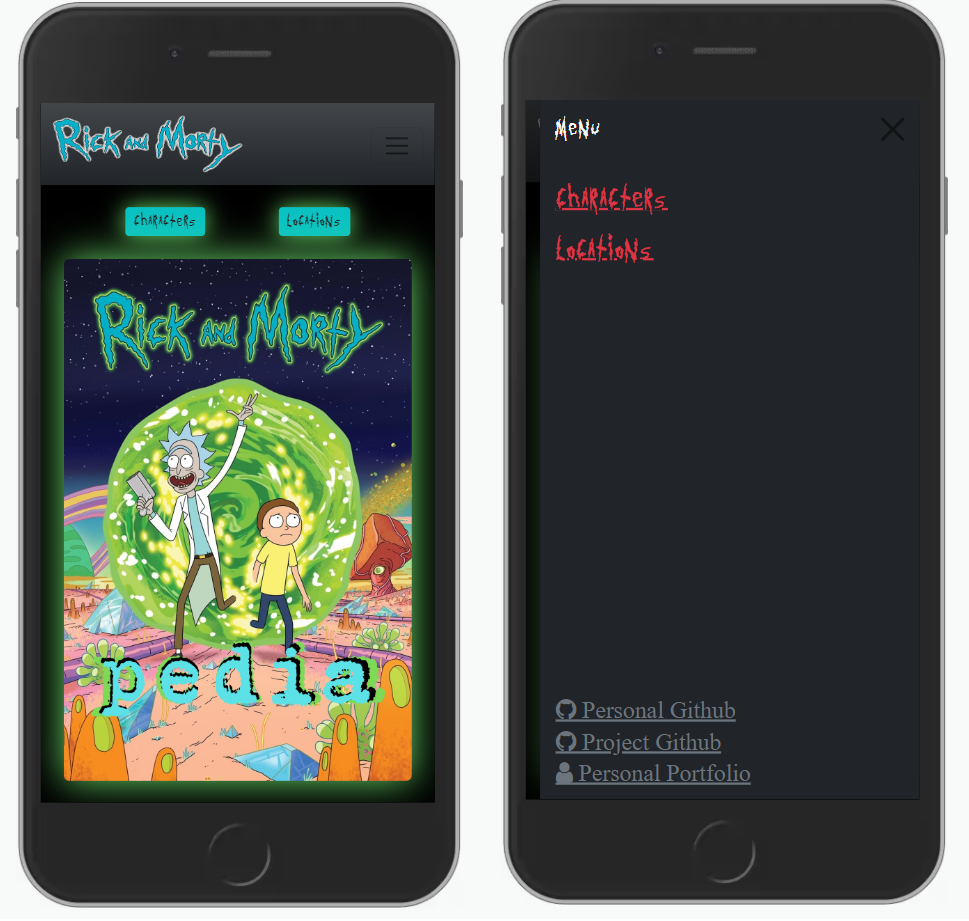 Rick and Morty
Characters
Locations
Rick and Morty
pedia
Menu
Characters
Locations
Personal Github
Project Github
Personal Portfolio